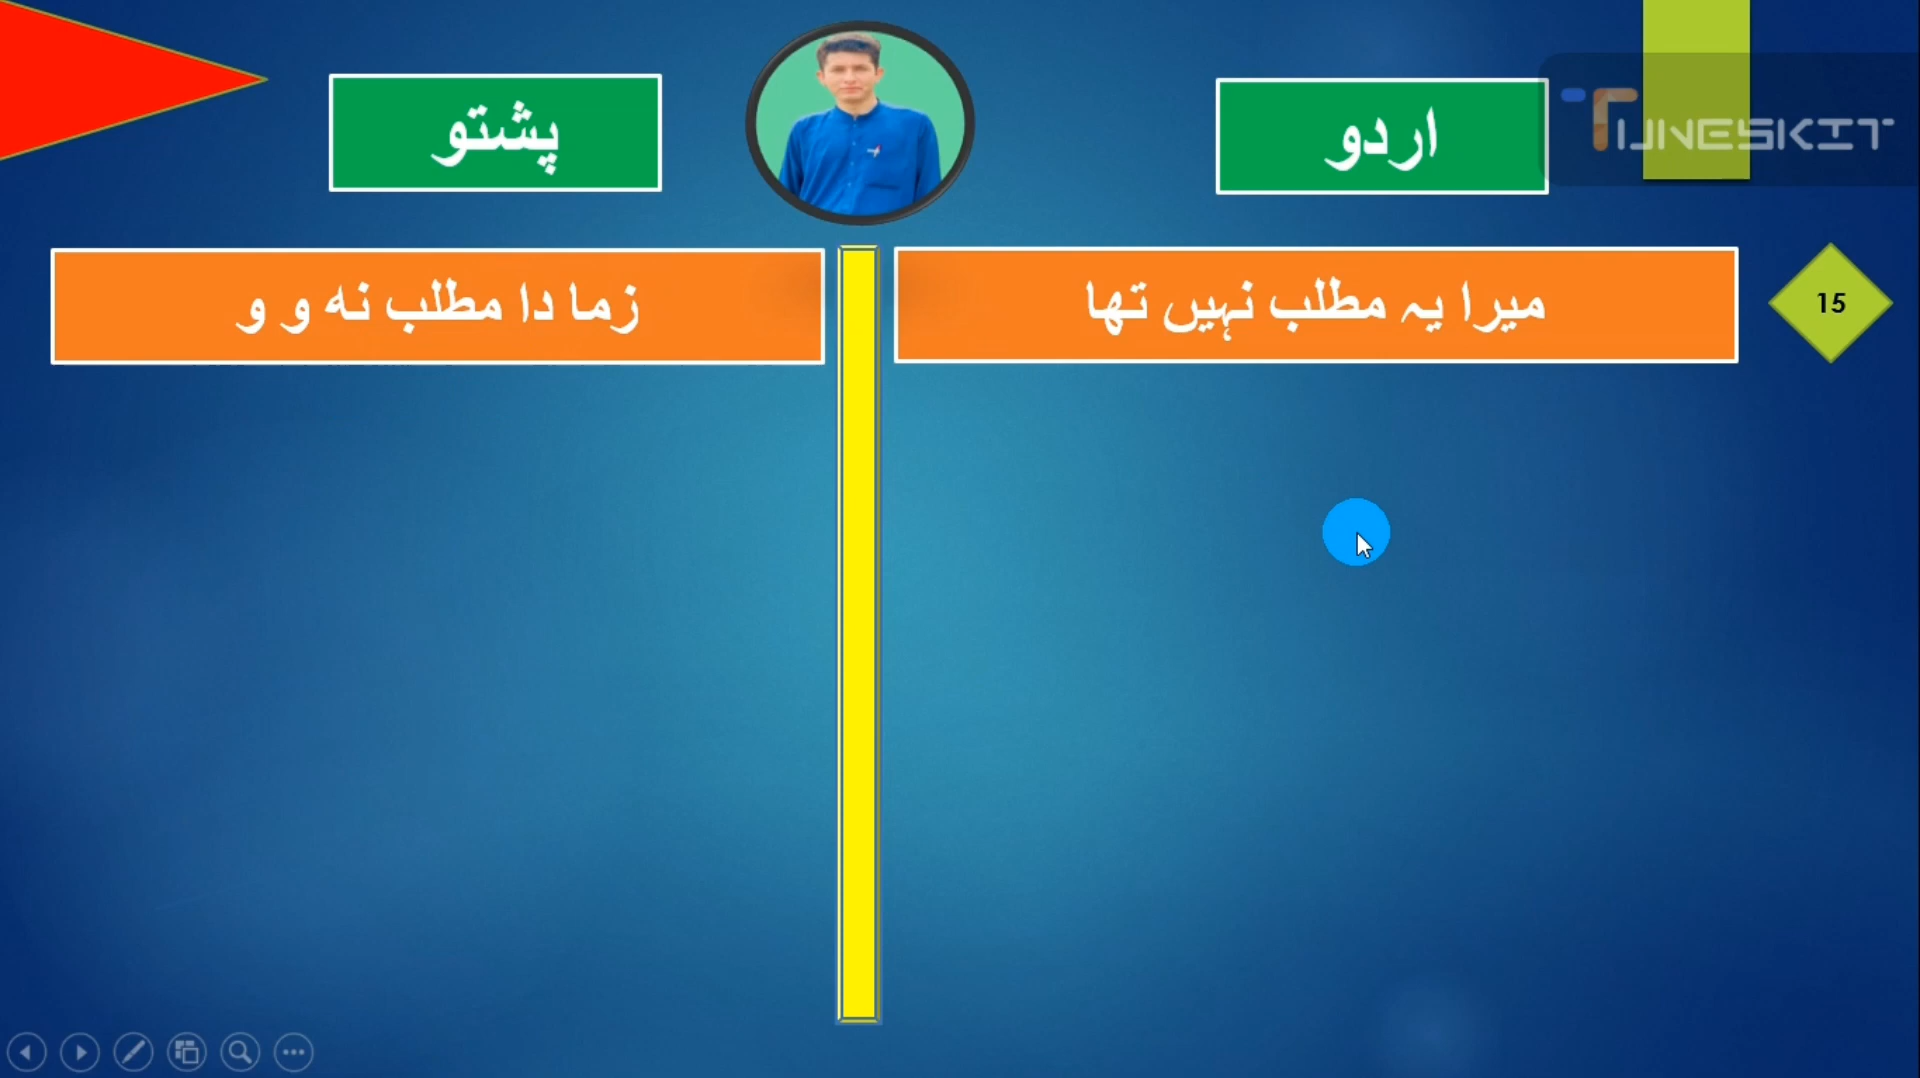 پشتو
اردو
TUNESKIT
زما دا مطلب نه و و
میرا یہ مطلب نہیں تھا
15